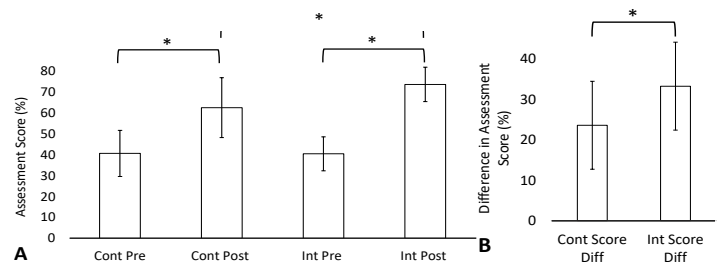 *
*
*
Assessment Score (%)
80
70
60
50
40
30
20
10
0
Cont Pre
Cont Post
Int Pre
Int Post
A
*
Difference in Assessment
Score (%)
40
30
20
10
0
Cont Score
Diff
Int Score
Diff
B